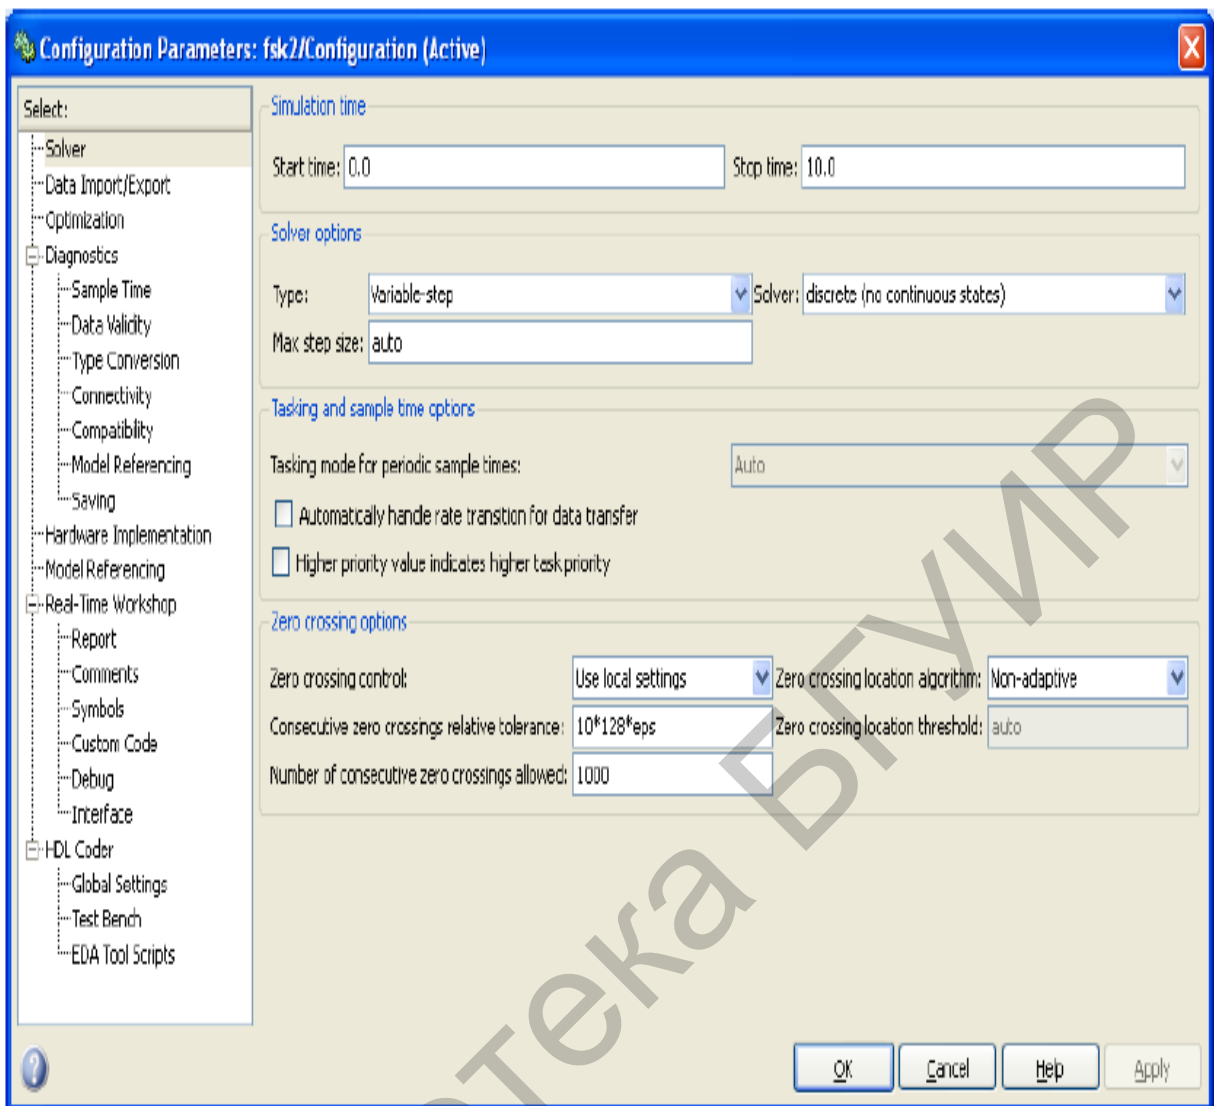 Configuration Parameters: fsk2/Configuration (Active)
Select:
Solver
Data Import/Export
Optimization
Diagnostics
Sample Time
Data Validity
Type Conversion
Connectivity
Compatibility
Model Referencing
Saving
Hardware Implementation
Model Referencing
Real-Time Workshop
Report
Comments
Symbols
Custom Code
Debug
Interface
HDL Coder
Global Settings
Test Bench
EDA Tool Scripts
Simulation time
Start time: 0.0 Stop time: 10.0
Solver options
Type: Variable-step Solver: discrete (no continuous states)
Max step size: auto
Tasking and sample time options
Tasking mode for periodic sample times: Auto
Automatically handle rate transition for data transfer
Higher priority value indicates higher task priority
Zero crossing options
Zero crossing control: Use local settings Zero crossing location algorithm: Non-adaptive
Consecutive zero crossings relative tolerance: 10*128*eps Zero crossing location threshold: auto
Number of consecutive zero crossings allowed: 1000
OK Cancel Help Apply
тека БГУИР